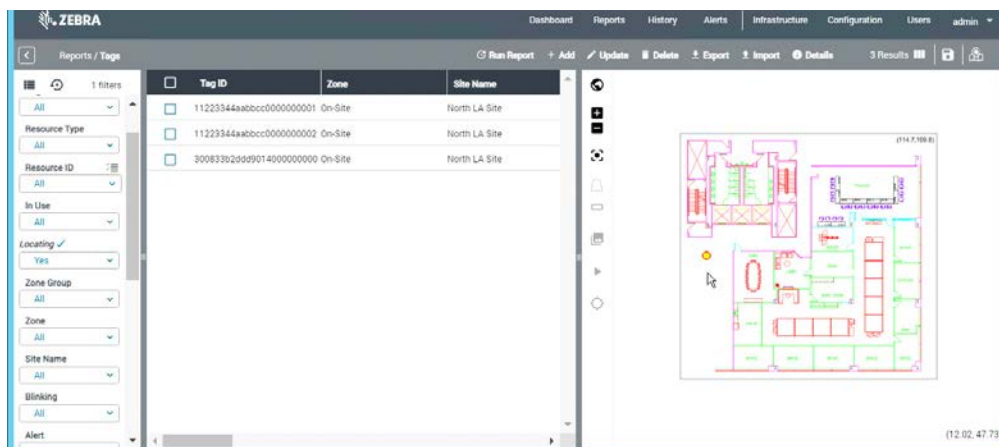 ZEBRA
Dashboard Reports History Alerts Infrastructure Configuration Users admin
Reports / Tags
Run Report + Add Update Delete Export Import Details 3 Results
1 filters
All
Resource Type
All
Resource ID
All
In Use
All
Locating ✓
Yes
Zone Group
All
Zone
All
Site Name
All
Blinking
All
Alert
Tag ID Zone Site Name
11223344aabbcc0000000001 On-Site North LA Site
11223344aabbcc0000000002 On-Site North LA Site
300833b2ddd9014000000000 On-Site North LA Site
(114.7,109.8)
(12.02, 47.73